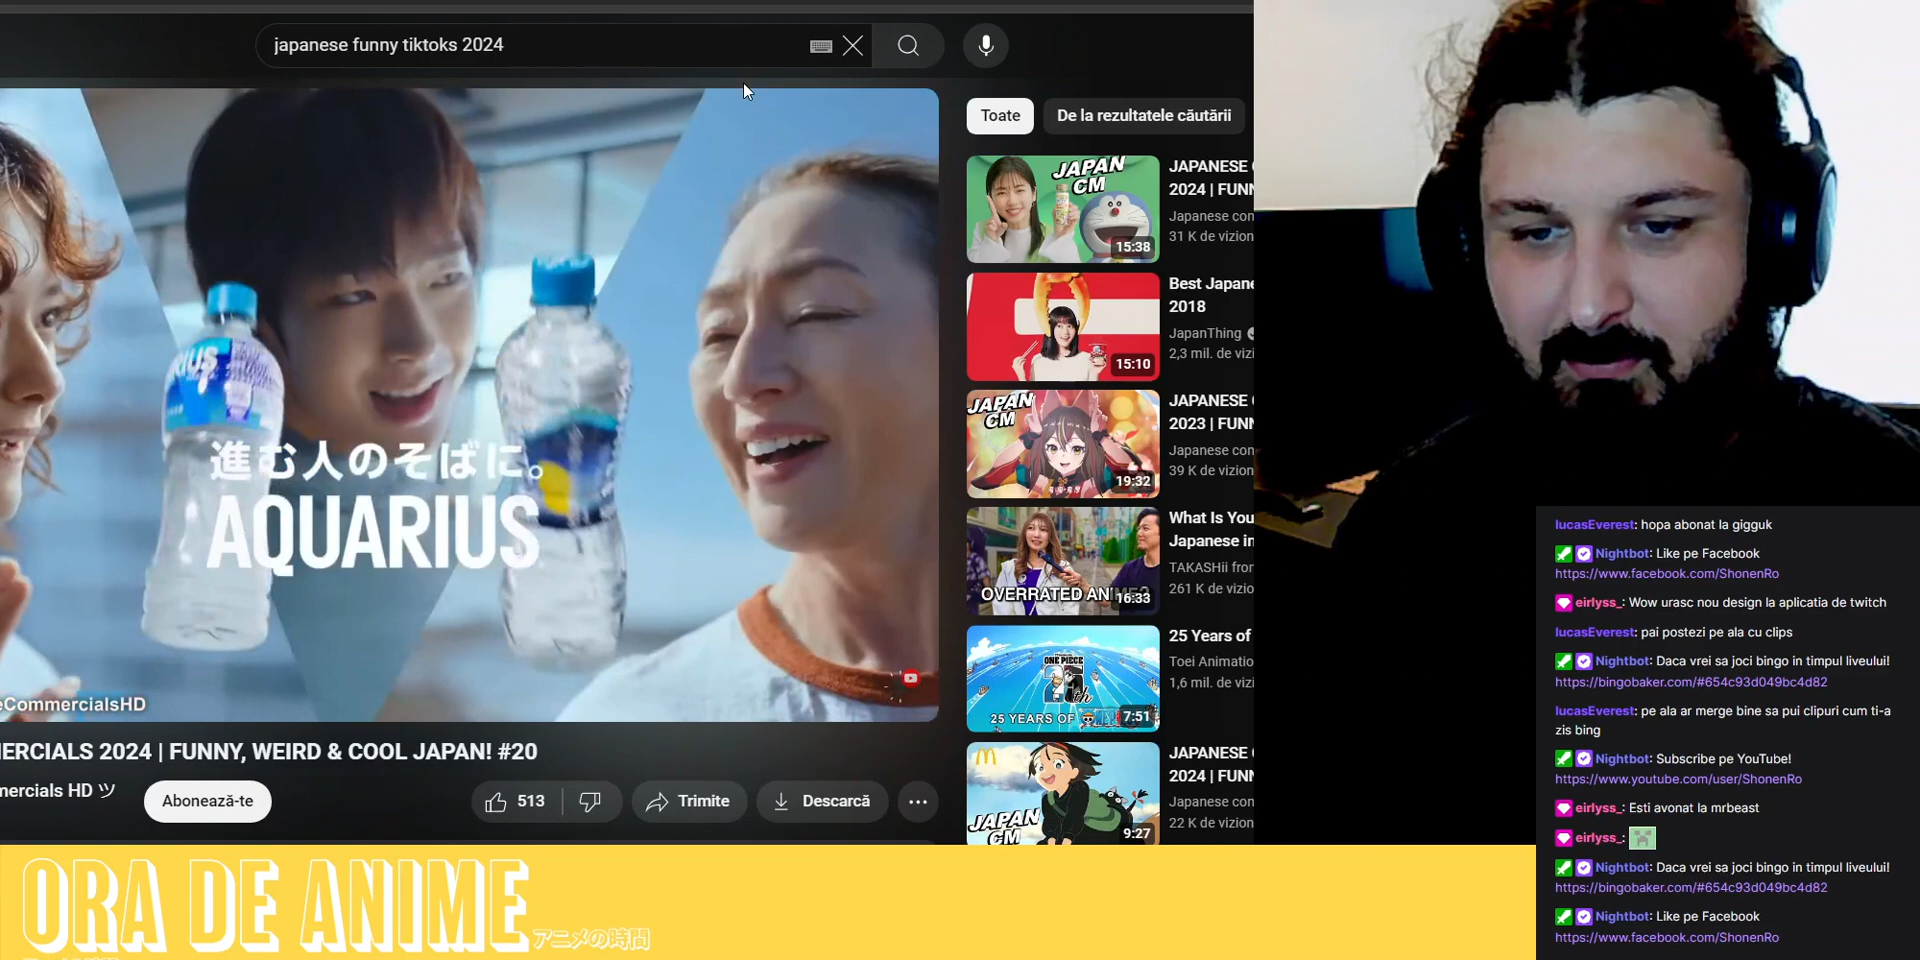 japanese funny tiktoks 2024
進む人のそばに。
AQUARIUS
eCommercialsHD
ERCIALS 2024 | FUNNY, WEIRD & COOL JAPAN! #20
mercials HD ツ
Abonează-te
513
Trimite
Descarcă
Toate
De la rezultatele căutării
JAPAN
CM
15:38
JAPANESE
2024 | FUN
Japanese con
31 K de vizion
15:10
Best Japane
2018
JapanThing
2,3 mil. de vizi
JAPAN
CM
19:32
JAPANESE
2023 | FUN
Japanese con
39 K de vizion
OVERRATED
16:33
What Is You
Japanese in
TAKASHii fror
261 K de vizio
ONE PIECE
25th
25 YEARS OF
7:51
25 Years of
Toei Animatio
1,6 mil. de vizi
JAPAN
CM
9:27
JAPANESE
2024 | FUN
Japanese con
22 K de vizion
lucasEverest: hopa abonat la gigguk
Nightbot: Like pe Facebook
https://www.facebook.com/ShonenRo
eirlyss_: Wow urasc nou design la aplicatia de twitch
lucasEverest: pai postezi pe ala cu clips
Nightbot: Daca vrei sa joci bingo in timpul liveului!
https://bingobaker.com/#654c93d049bc4d82
lucasEverest: pe ala ar merge bine sa pui clipuri cum ti-a
zis bing
Nightbot: Subscribe pe YouTube!
https://www.youtube.com/user/ShonenRo
eirlyss_: Esti avonat la mrbeast
eirlyss_:
Nightbot: Daca vrei sa joci bingo in timpul liveului!
https://bingobaker.com/#654c93d049bc4d82
Nightbot: Like pe Facebook
https://www.facebook.com/ShonenRo
ORA DE ANIME
アニメの時間